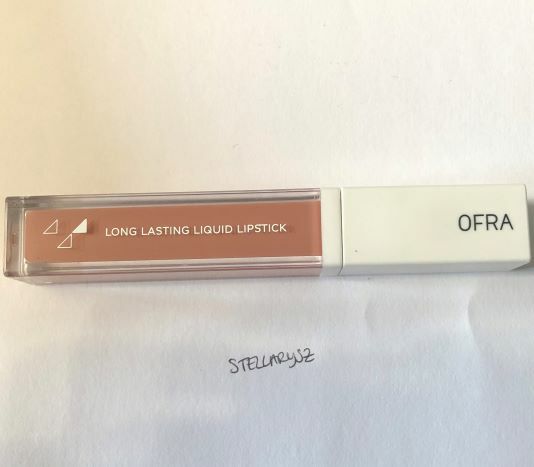 LONG LASTING LIQUID LIPSTICK
OFRA
STELLARYSZ